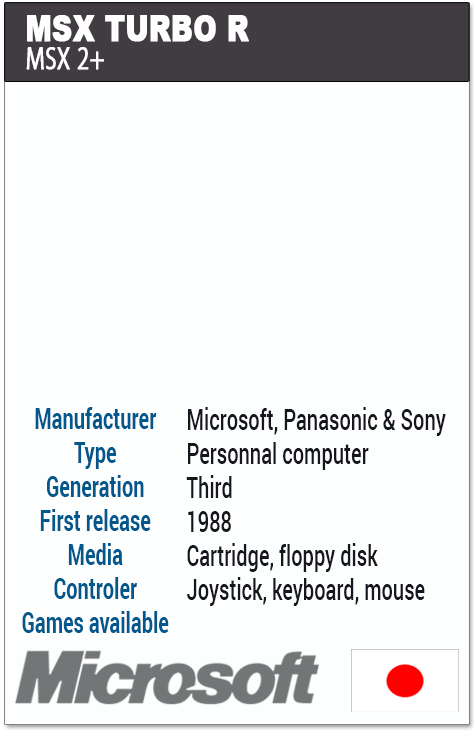 MSX TURBO R
MSX 2+
Manufacturer Microsoft, Panasonic & Sony
Type Personnal computer
Generation Third
First release 1988
Media Cartridge, floppy disk
Controler Joystick, keyboard, mouse
Games available
Microsoft